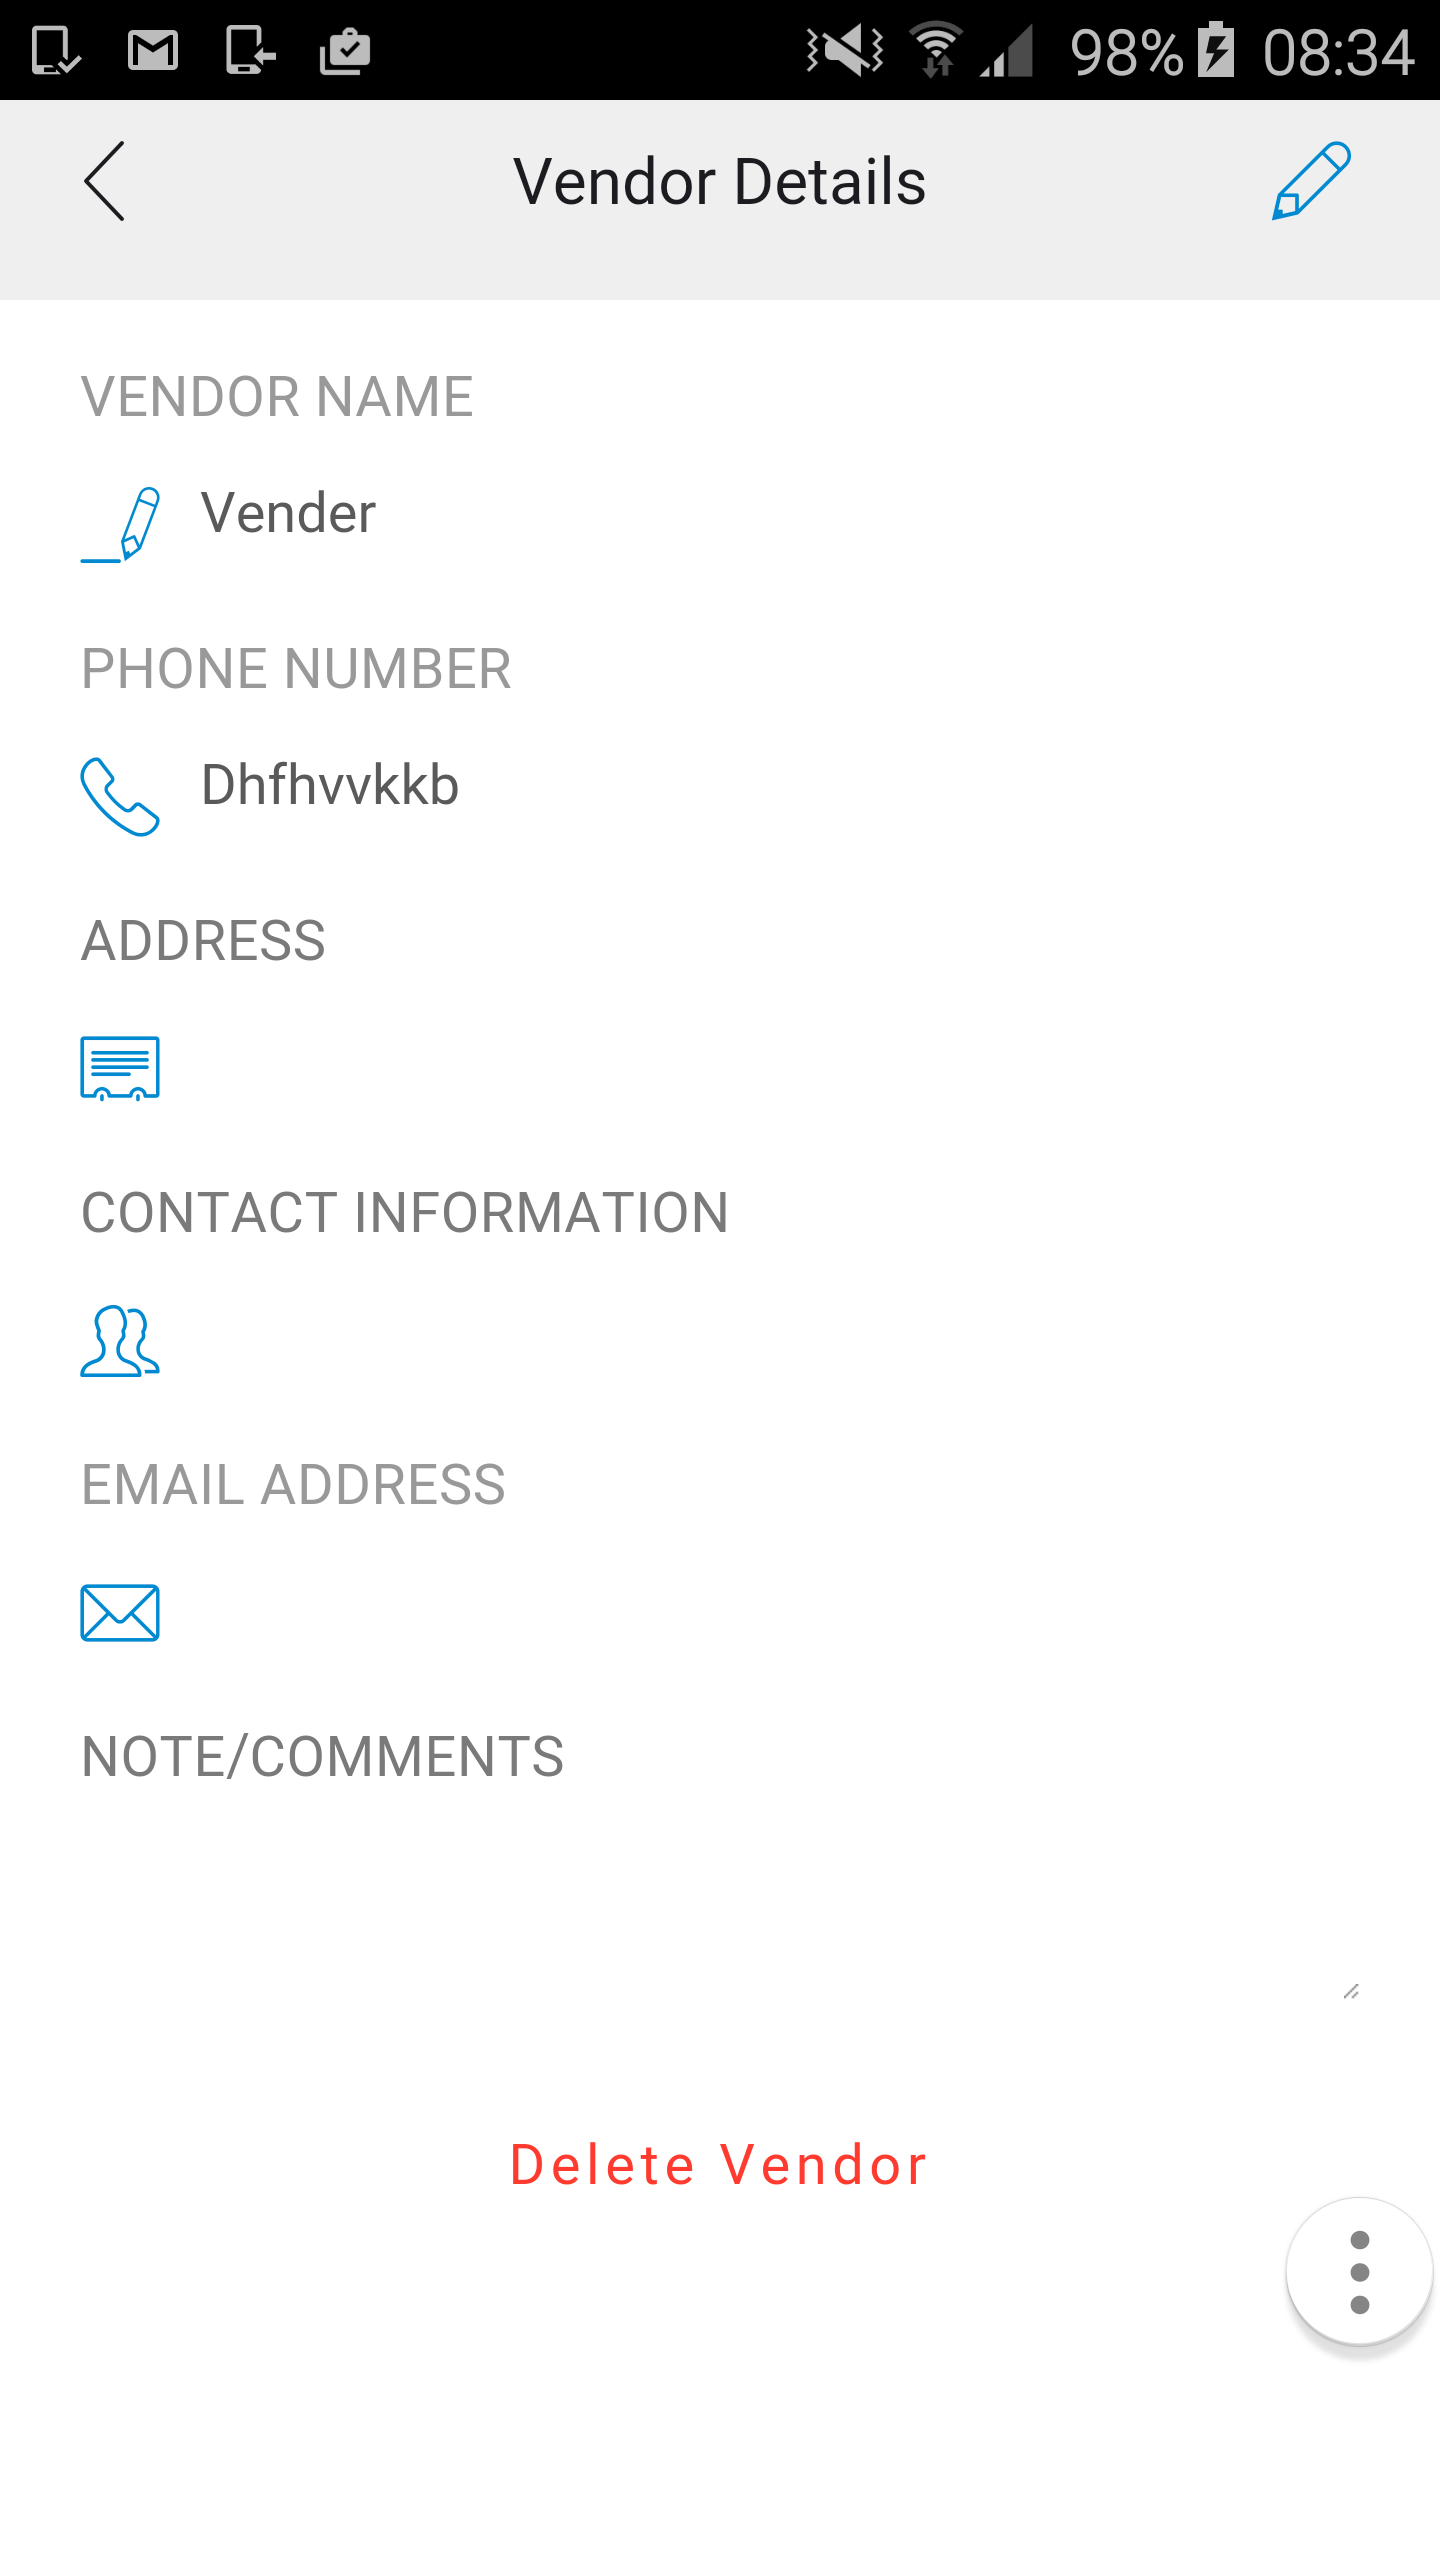 98% 08:34
Vendor Details
VENDOR NAME
Vender
PHONE NUMBER
Dhfhvvkkb
ADDRESS
CONTACT INFORMATION
EMAIL ADDRESS
NOTE/COMMENTS
Delete Vendor